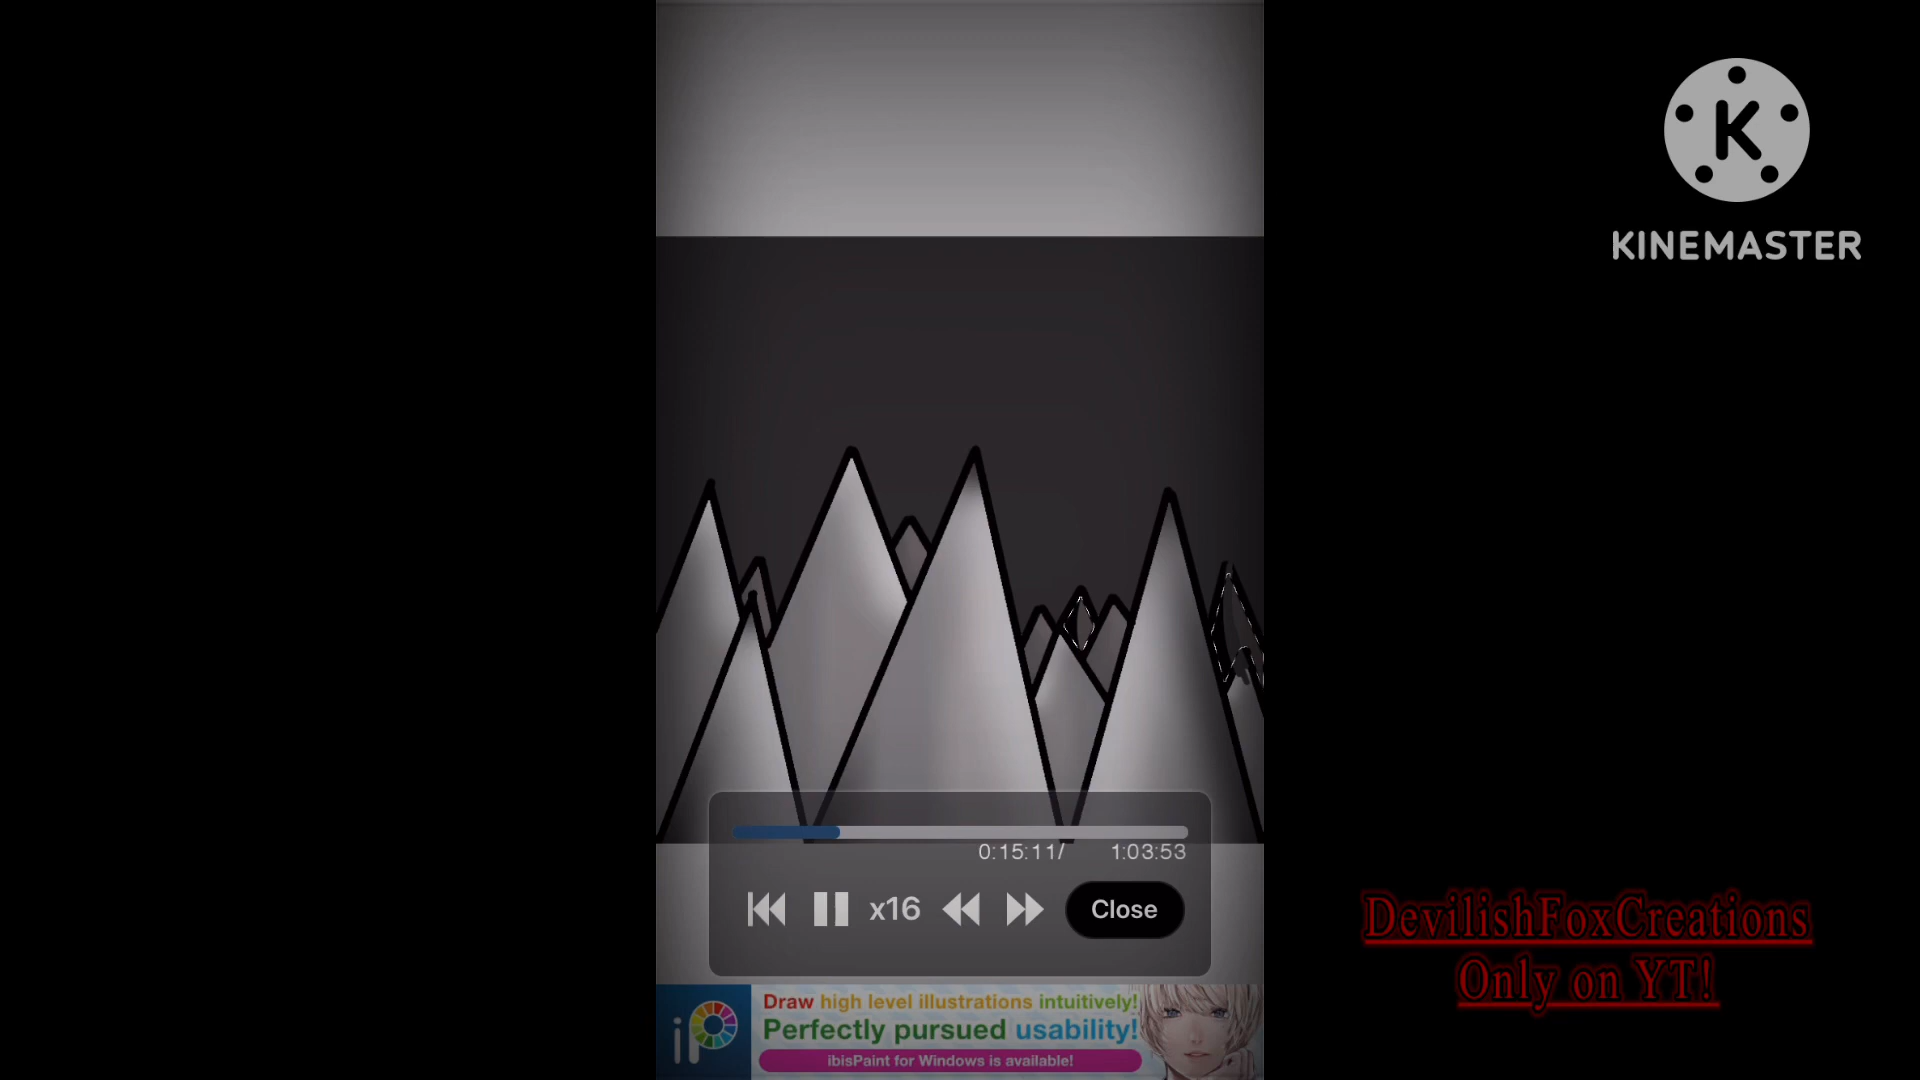 K
KINEMASTER
0:15:11/ 1:03:53
x16
Close
DevilishFoxCreations
Only on YT!
iP
Draw high level illustrations intuitively!
Perfectly pursued usability!
ibisPaint for Windows is available!